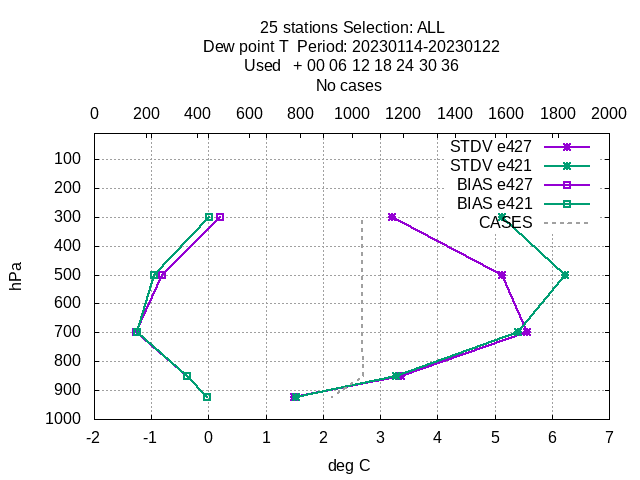 25 stations Selection: ALL
Dew point T  Period: 20230114-20230122
Used   + 00 06 12 18 24 30 36
No cases
0 200 400 600 800 1000 1200 1400 1600 1800 2000
STDV e427
100
STDV e421
BIAS e427
200
BIAS e421
300
CASES
400
hPa
500
600
700
800
900
1000
-2 -1 0 1 2 3 4 5 6 7
deg C